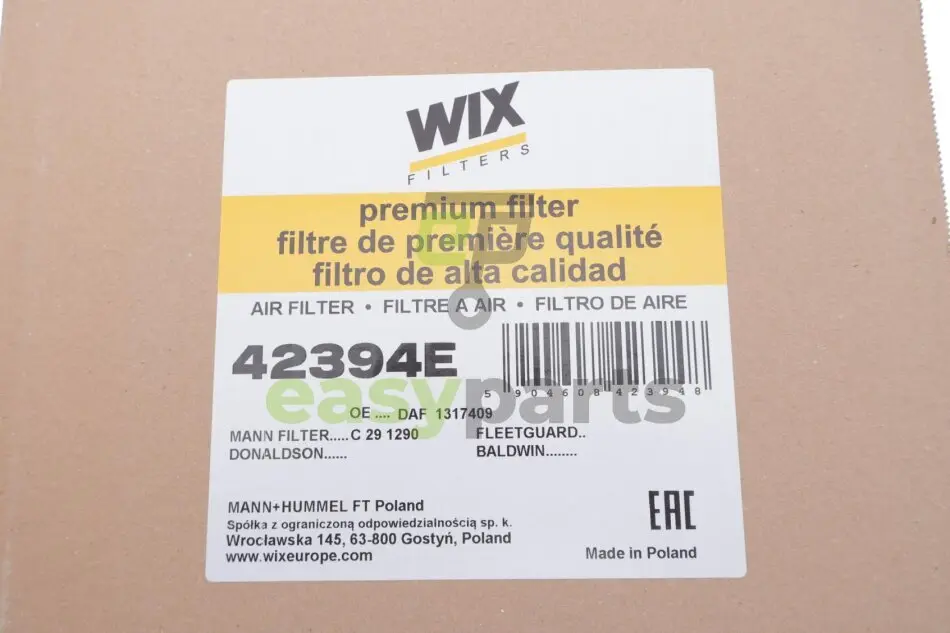 WIX
FILTERS
premium filter
filtre de première qualité
filtro de alta calidad
AIR FILTER • FILTRE A AIR • FILTRO DE AIRE
42394E
5 904608 423948
easyparts
OE .... DAF 1317409
MANN FILTER.....C 29 1290 FLEETGUARD..
DONALDSON...... BALDWIN........
MANN+HUMMEL FT Poland
Spółka z ograniczoną odpowiedzialnością sp. k.
Wrocławska 145, 63-800 Gostyń, Poland
www.wixeurope.com
EAC
Made in Poland